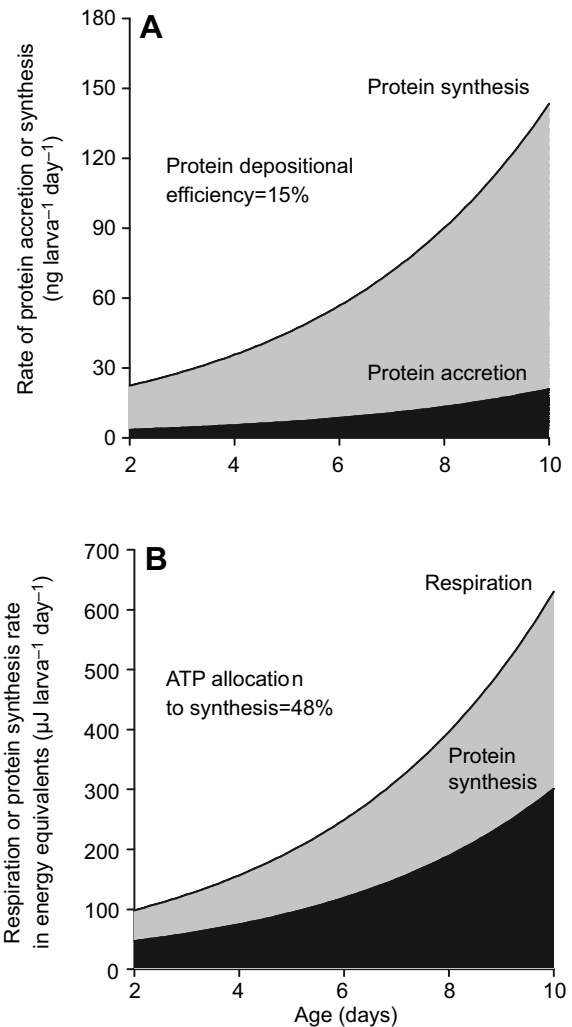 A
180
150
120
90
60
30
0
Rate of protein accretion or synthesis
(ng larva⁻¹ day⁻¹)
Protein synthesis
Protein depositional
efficiency=15%
Protein accretion
2 4 6 8 10
B
700
600
500
400
300
200
100
0
Respiration or protein synthesis rate
in energy equivalents (μJ larva⁻¹ day⁻¹)
Respiration
ATP allocation
to synthesis=48%
Protein
synthesis
2 4 6 8 10
Age (days)